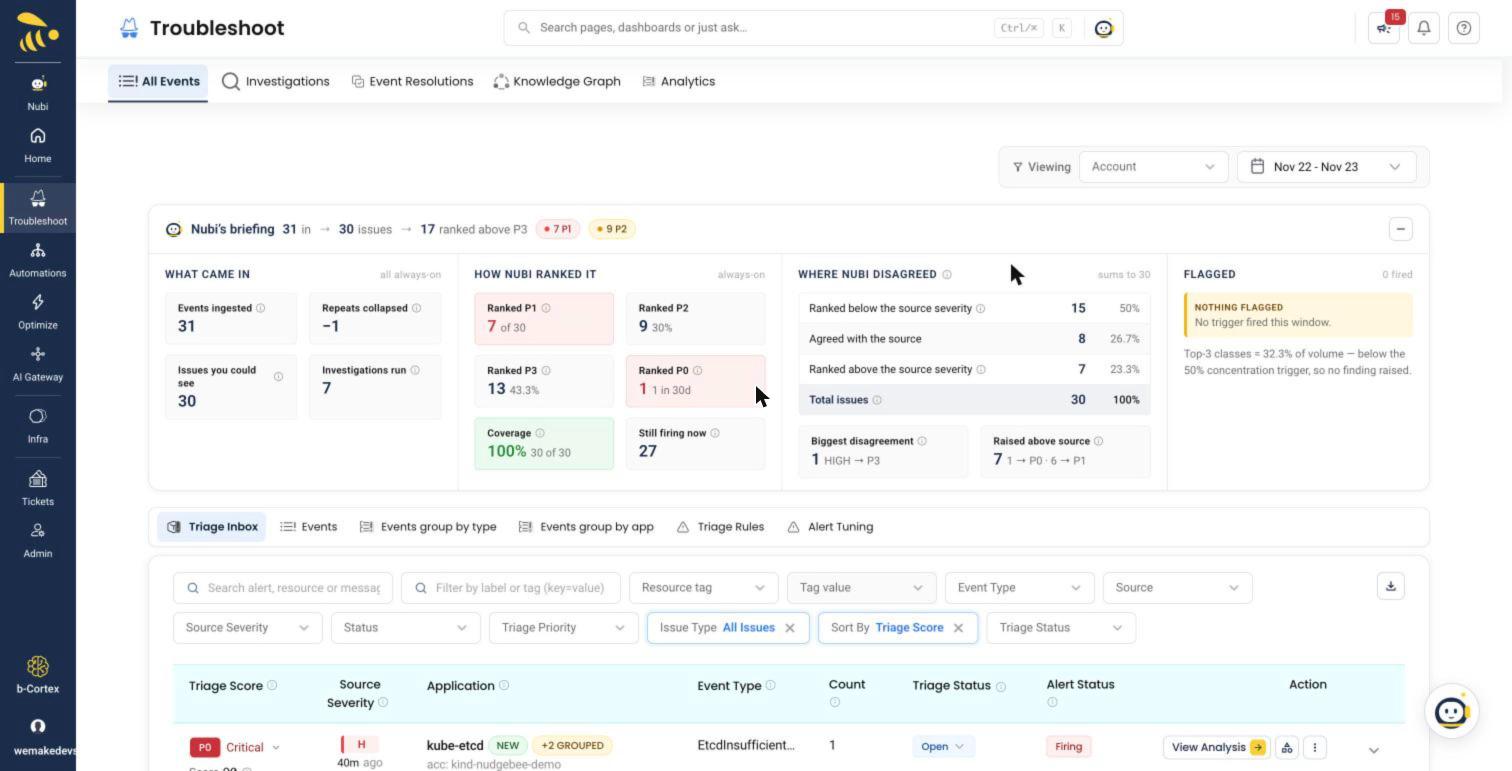 Troubleshoot
Search pages, dashboards or just ask...
Ctrl/⌘ K
15
Nubi
Home
Troubleshoot
Automations
Optimize
AI Gateway
Infra
Tickets
Admin
b-Cortex
wemakedevs
All Events Investigations Event Resolutions Knowledge Graph Analytics
Viewing Account Nov 22 - Nov 23
Nubi's briefing 31 in → 30 issues → 17 ranked above P3 7 P1 9 P2
WHAT CAME IN all always-on
Events ingested
31
Repeats collapsed
−1
Issues you could see
30
Investigations run
7
HOW NUBI RANKED IT always-on
Ranked P1
7 of 30
Ranked P2
9 30%
Ranked P3
13 43.3%
Ranked P0
1 1 in 30d
Coverage
100% 30 of 30
Still firing now
27
WHERE NUBI DISAGREED sums to 30
Ranked below the source severity 15 50%
Agreed with the source 8 26.7%
Ranked above the source severity 7 23.3%
Total issues 30 100%
Biggest disagreement
1 HIGH → P3
Raised above source
7 1 → P0 · 6 → P1
FLAGGED 0 fired
NOTHING FLAGGED
No trigger fired this window.
Top-3 classes = 32.3% of volume — below the
50% concentration trigger, so no finding raised.
Triage Inbox Events Events group by type Events group by app Triage Rules Alert Tuning
Search alert, resource or messag Filter by label or tag (key=value) Resource tag Tag value Event Type Source
Source Severity Status Triage Priority Issue Type All Issues Sort By Triage Score Triage Status
Triage Score Source Severity Application Event Type Count Triage Status Alert Status Action
P0 Critical H kube-etcd NEW +2 GROUPED EtcdInsufficient... 1 Open Firing View Analysis
40m ago acc: kind-nudgebee-demo